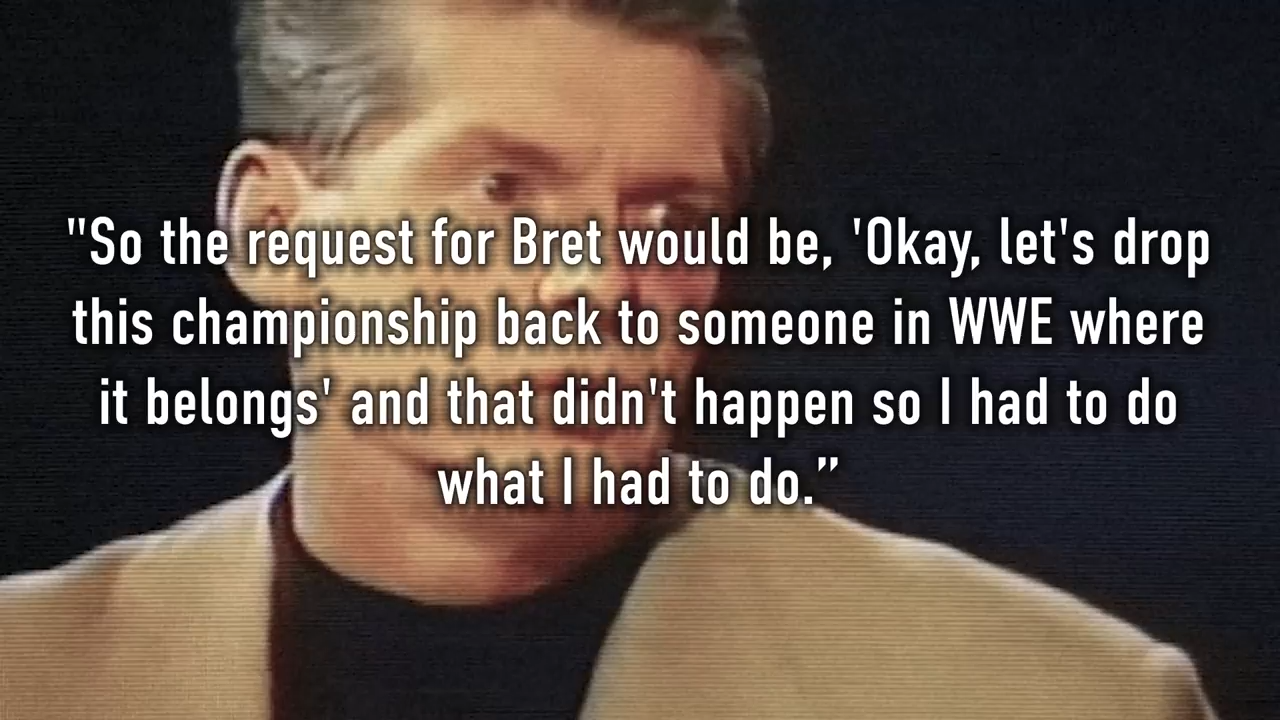 "So the request for Bret would be, 'Okay, let's drop
this championship back to someone in WWE where
it belongs' and that didn't happen so I had to do
what I had to do.”